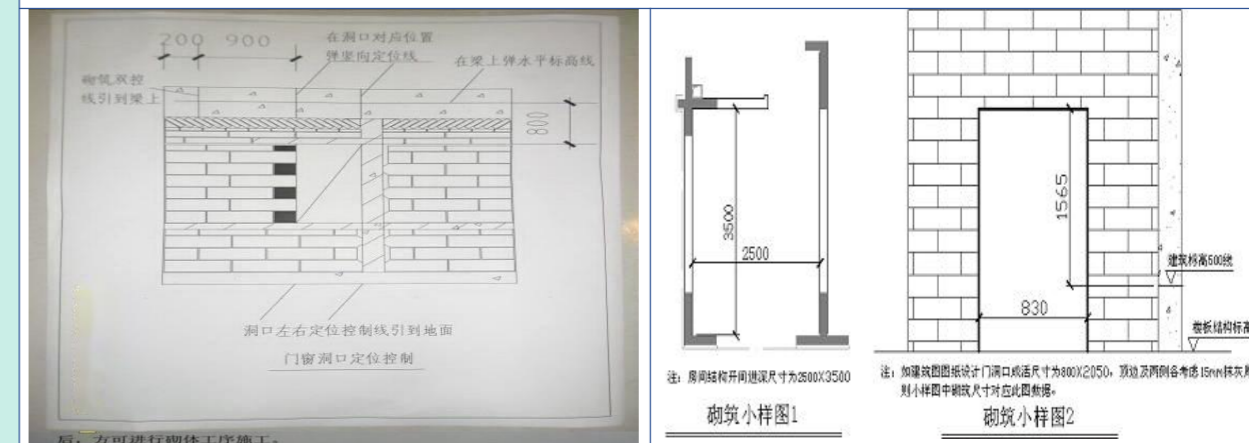 200 900
在洞口对应位置
弹竖向定位线
在梁上弹水平标高线
砌筑双控
线引到梁上
800
洞口左右定位控制线引到地面
门窗洞口定位控制
后，方可进行砌体工序施工。
3500
2500
注：房间结构开间进深尺寸为2500X3500
砌筑小样图1
1565
建筑标高500线
830
楼板结构标高
注：如建筑图图纸设计门洞口成活尺寸为800X2050，顶边及两侧各考虑15mm抹灰厚
则小样图中砌筑尺寸对应此图数据。
砌筑小样图2